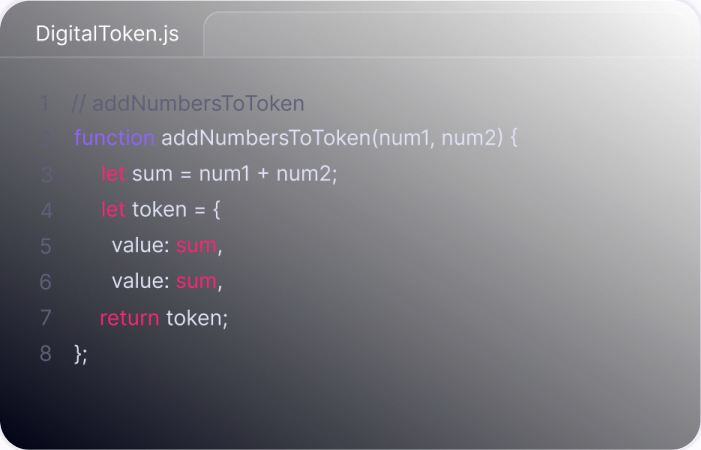 DigitalToken.js
1 // addNumbersToToken
2 function addNumbersToToken(num1, num2) {
3 let sum = num1 + num2;
4 let token = {
5 value: sum,
6 value: sum,
7 return token;
8 };